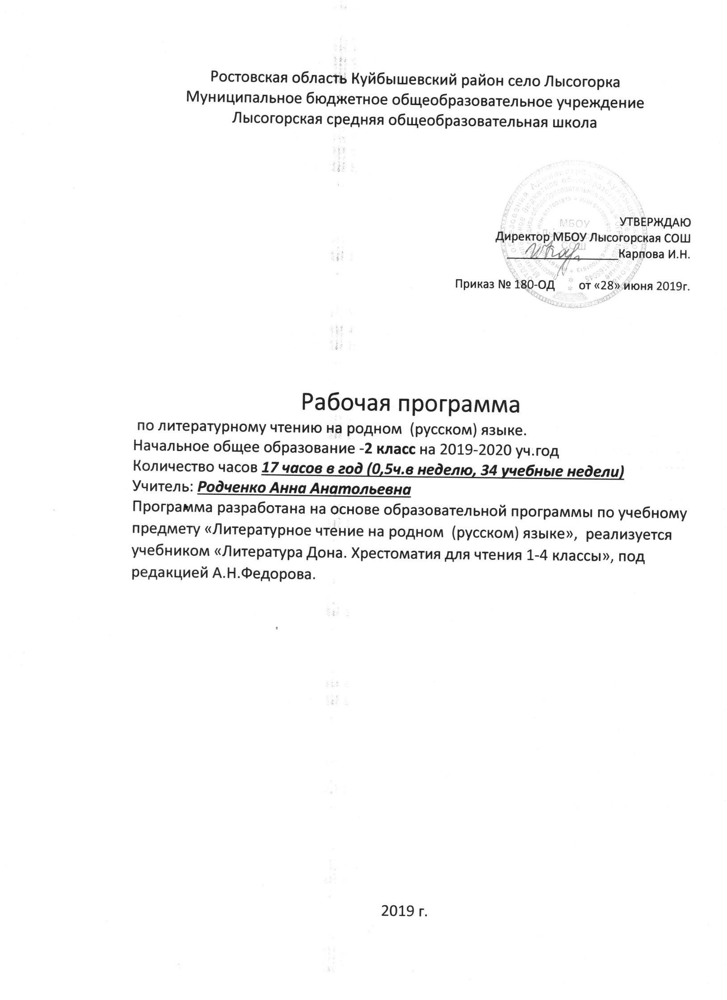 Ростовская область Куйбышевский район село Лысогорка
Муниципальное бюджетное общеобразовательное учреждение
Лысогорская средняя общеобразовательная школа
МБОУ
СОШ
УТВЕРЖДАЮ
Директор МБОУ Лысогорская СОШ
Карпова И.Н.
Приказ № 180-ОД от «28» июня 2019г.
Рабочая программа
по литературному чтению на родном (русском) языке.
Начальное общее образование -2 класс на 2019-2020 уч.год
Количество часов 17 часов в год (0,5ч.в неделю, 34 учебные недели)
Учитель: Родченко Анна Анатольевна
Программа разработана на основе образовательной программы по учебному
предмету «Литературное чтение на родном (русском) языке», реализуется
учебником «Литература Дона. Хрестоматия для чтения 1-4 классы», под
редакцией А.Н.Федорова.
2019 г.